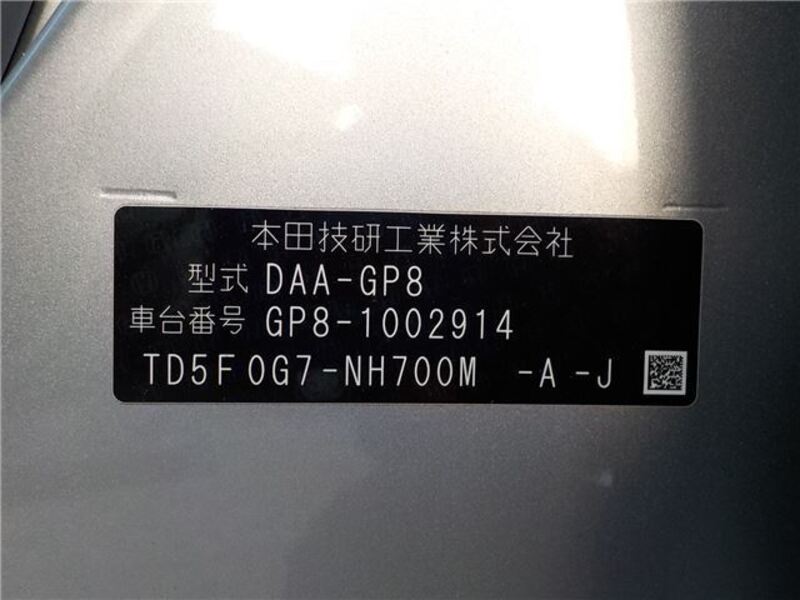 本田技研工業株式会社
型式 DAA-GP8
車台番号 GP8-1002914
TD5F0G7-NH700M -A-J